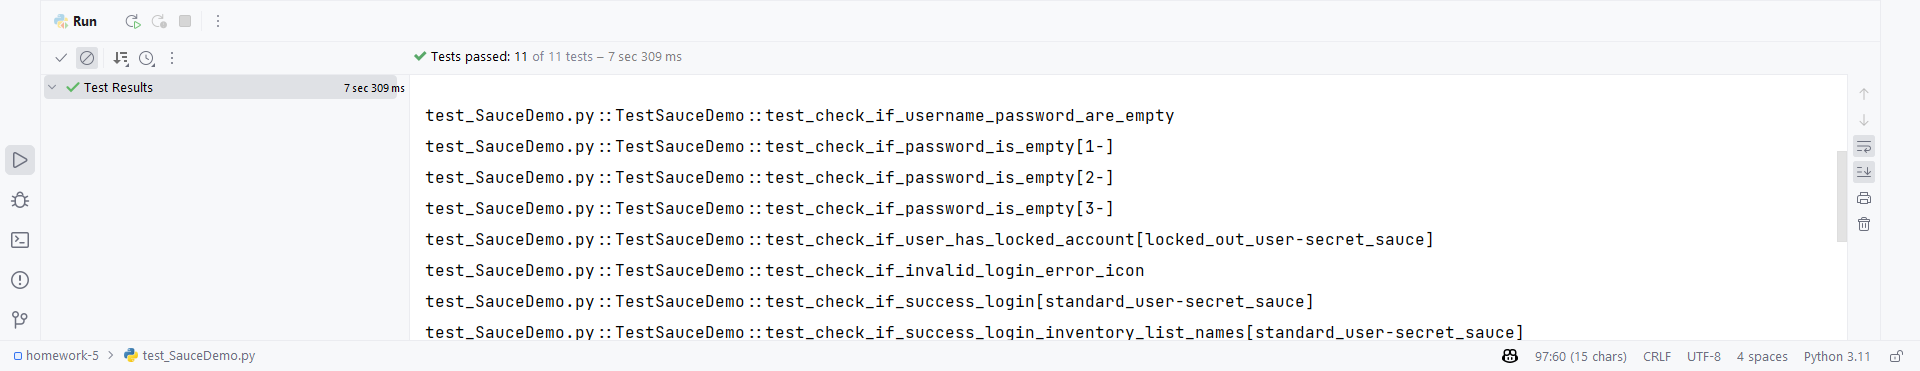 Run
Tests passed: 11 of 11 tests – 7 sec 309 ms
Test Results 7 sec 309 ms
test_SauceDemo.py::TestSauceDemo::test_check_if_username_password_are_empty
test_SauceDemo.py::TestSauceDemo::test_check_if_password_is_empty[1-]
test_SauceDemo.py::TestSauceDemo::test_check_if_password_is_empty[2-]
test_SauceDemo.py::TestSauceDemo::test_check_if_password_is_empty[3-]
test_SauceDemo.py::TestSauceDemo::test_check_if_user_has_locked_account[locked_out_user-secret_sauce]
test_SauceDemo.py::TestSauceDemo::test_check_if_invalid_login_error_icon
test_SauceDemo.py::TestSauceDemo::test_check_if_success_login[standard_user-secret_sauce]
test_SauceDemo.py::TestSauceDemo::test_check_if_success_login_inventory_list_names[standard_user-secret_sauce]
homework-5 > test_SauceDemo.py 97:60 (15 chars) CRLF UTF-8 4 spaces Python 3.11